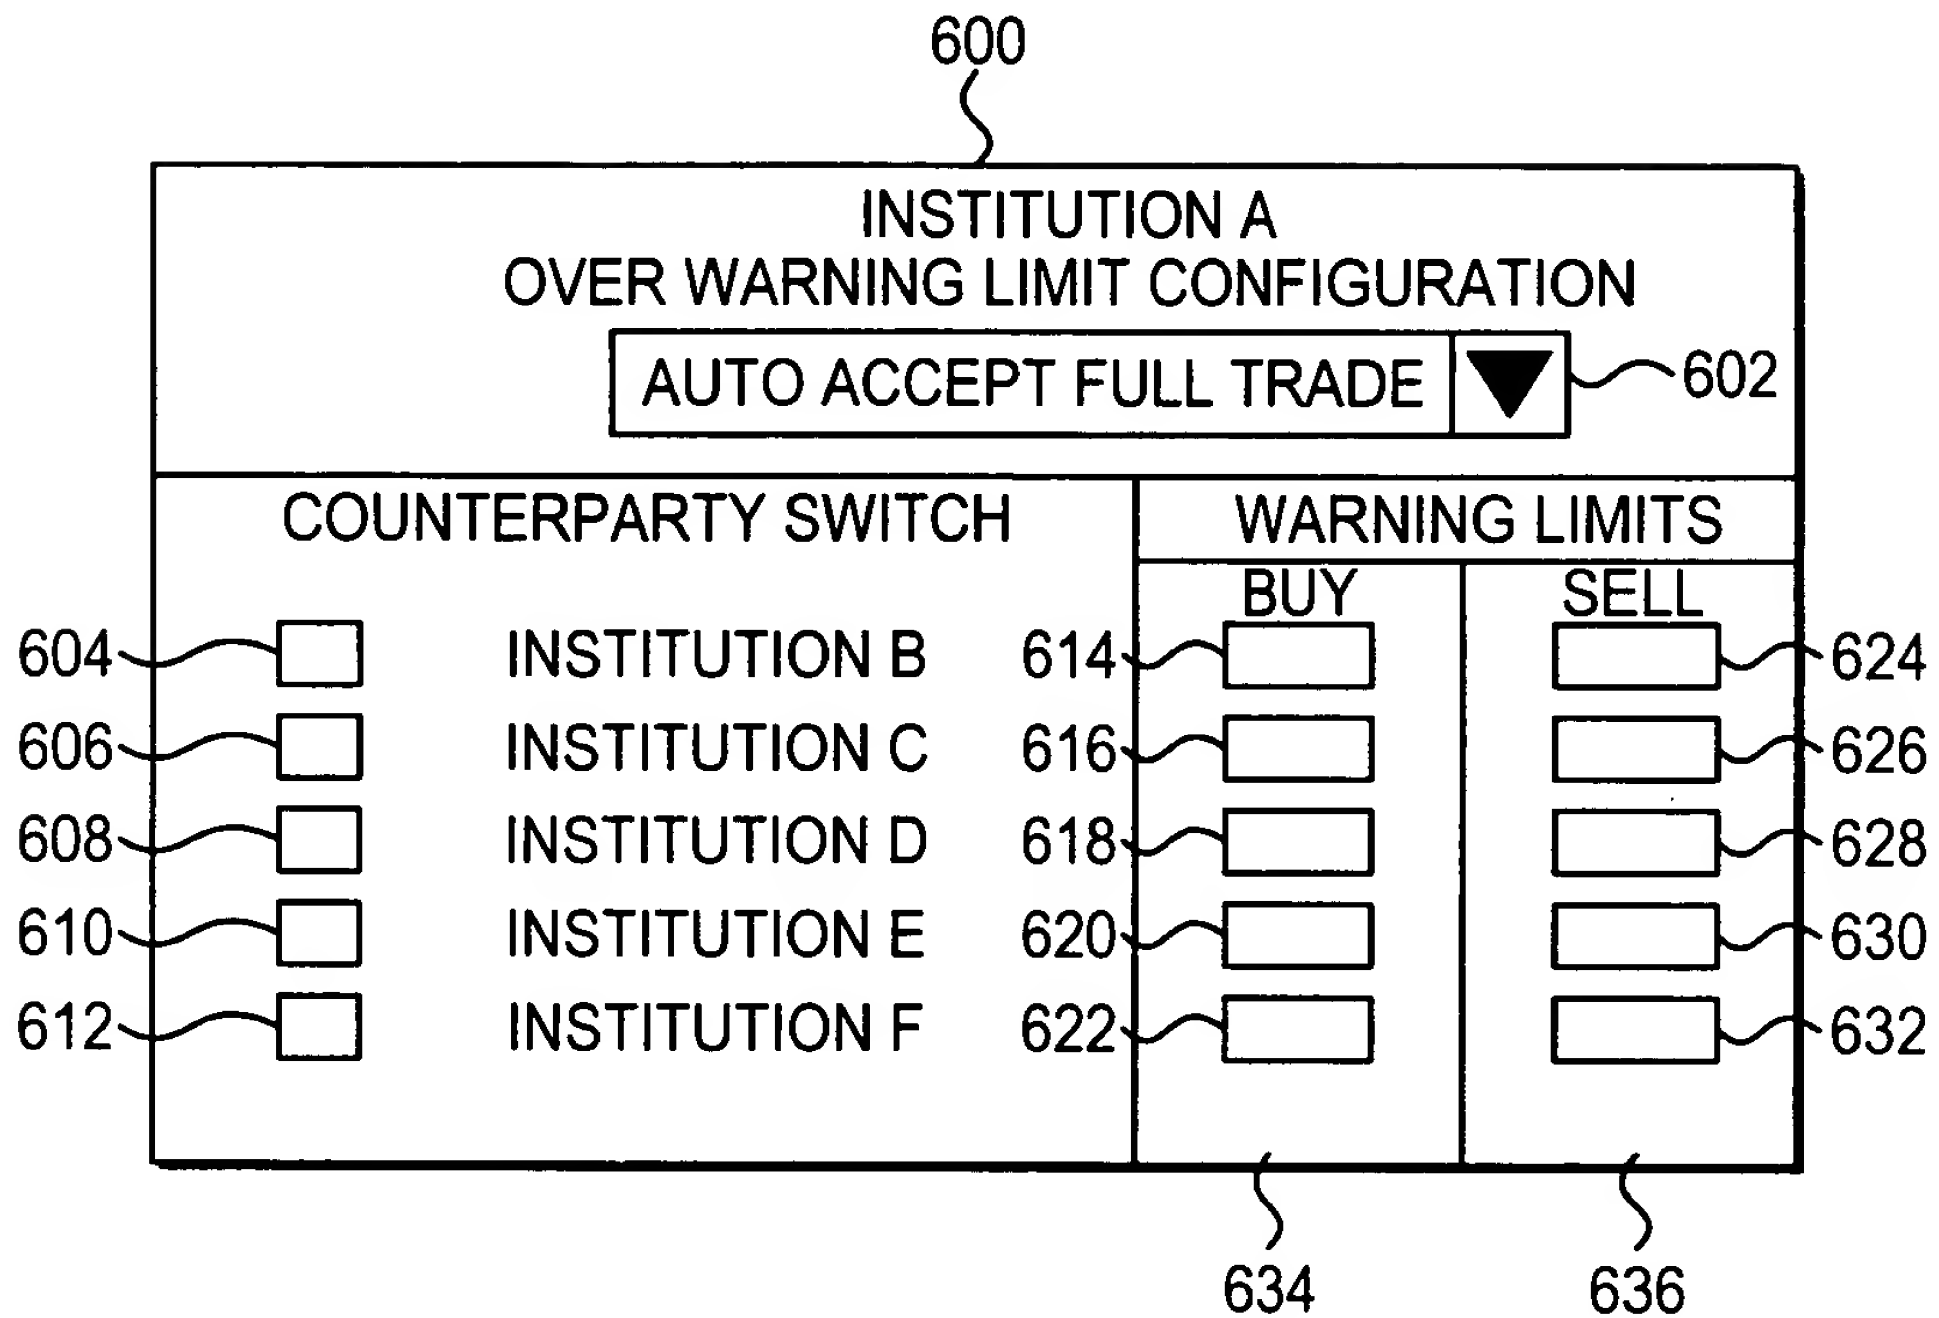 600
INSTITUTION A
OVER WARNING LIMIT CONFIGURATION
AUTO ACCEPT FULL TRADE 602
COUNTERPARTY SWITCH WARNING LIMITS
BUY SELL
604 INSTITUTION B 614 624
606 INSTITUTION C 616 626
608 INSTITUTION D 618 628
610 INSTITUTION E 620 630
612 INSTITUTION F 622 632
634 636